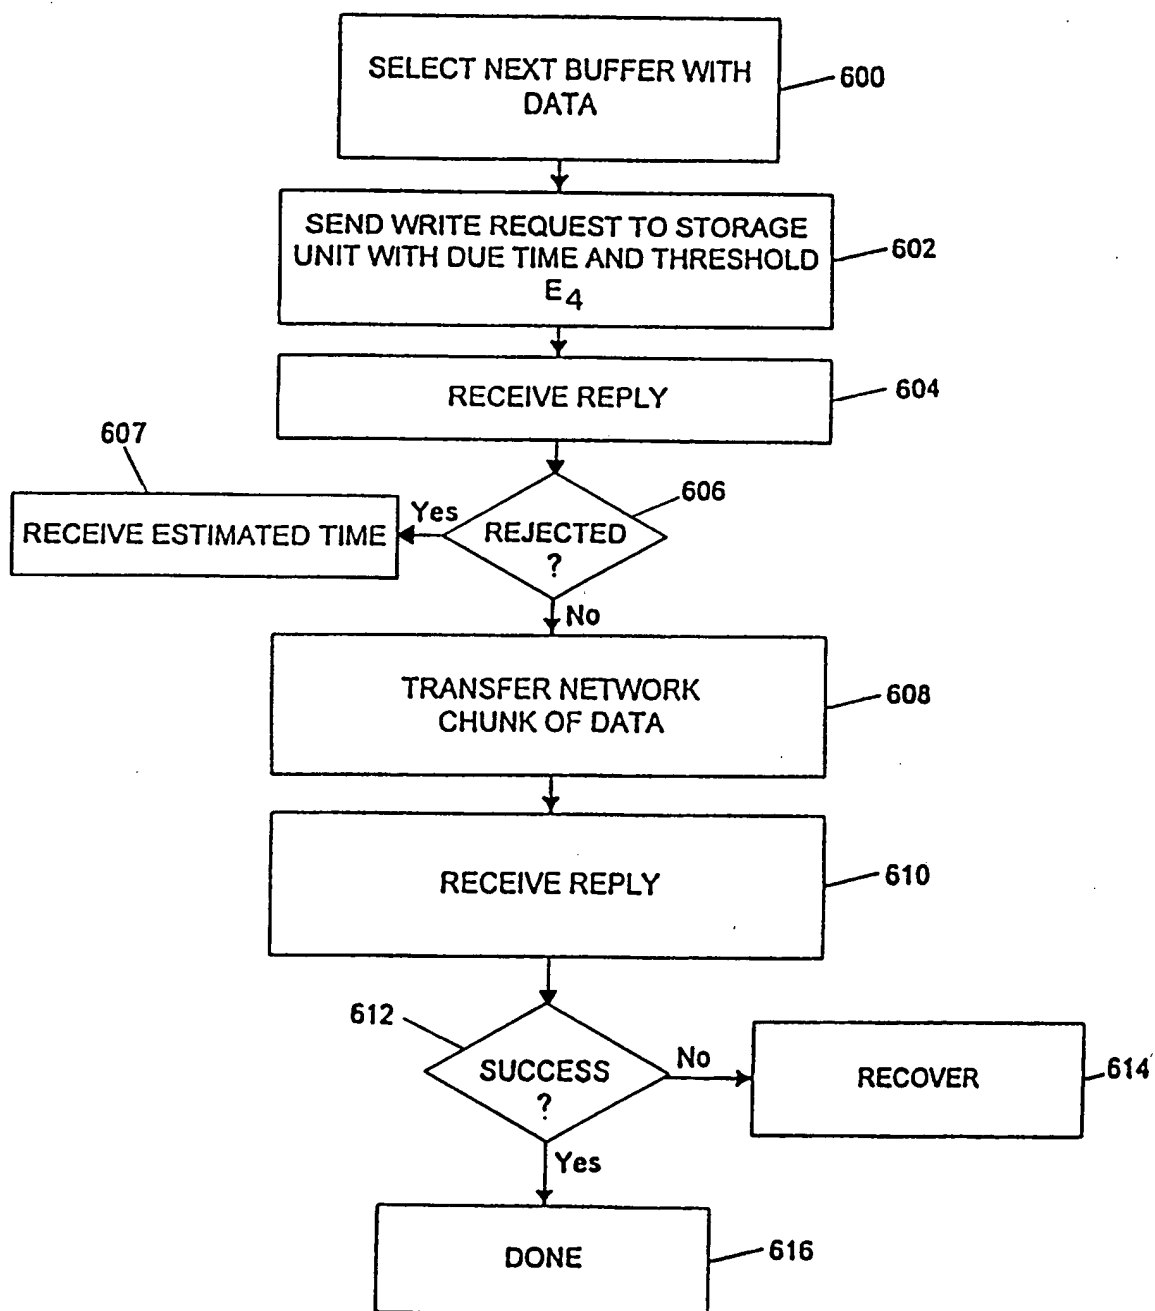 SELECT NEXT BUFFER WITH
DATA
600
SEND WRITE REQUEST TO STORAGE
UNIT WITH DUE TIME AND THRESHOLD
E4
602
RECEIVE REPLY
604
607
606
RECEIVE ESTIMATED TIME
Yes
REJECTED
?
No
TRANSFER NETWORK
CHUNK OF DATA
608
RECEIVE REPLY
610
612
SUCCESS
?
No
RECOVER
614
Yes
DONE
616